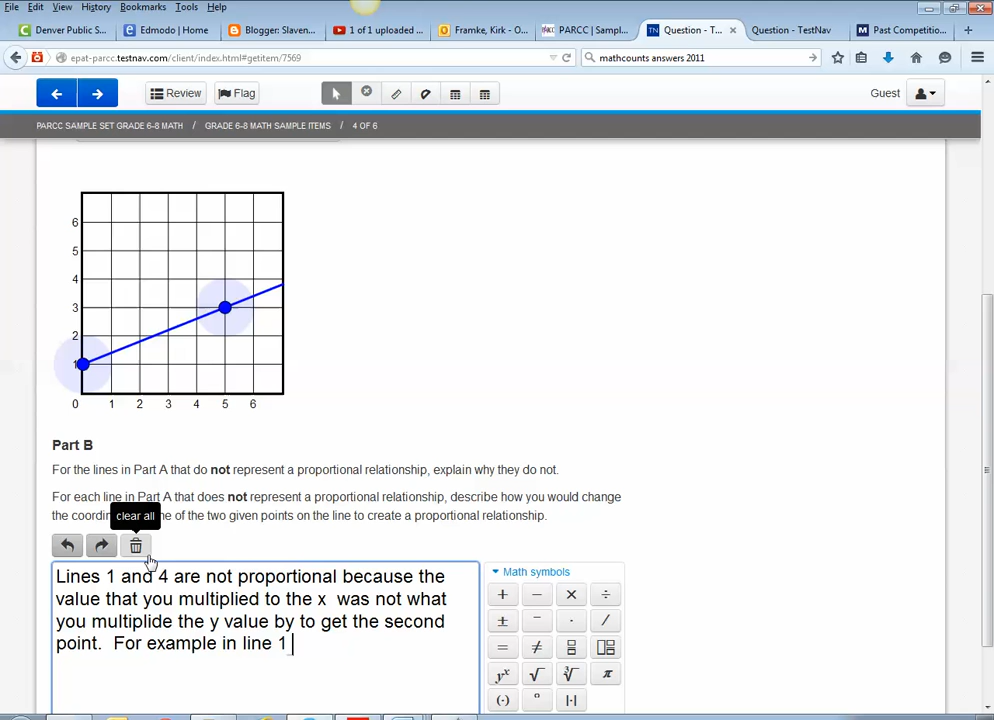 File Edit View History Bookmarks Tools Help
Denver Public S... Edmodo | Home Blogger: Slaven... 1 of 1 uploaded ... Framke, Kirk - O... PARCC | Sampl... TN Question - T... Question - TestNav M Past Competitio...
epat-parcc.testnav.com/client/index.html#getitem/7569 mathcounts answers 2011
Review Flag Guest
PARCC SAMPLE SET GRADE 6-8 MATH / GRADE 6-8 MATH SAMPLE ITEMS / 4 OF 6
6
5
4
3
2
1
0 1 2 3 4 5 6
Part B
For the lines in Part A that do not represent a proportional relationship, explain why they do not.
For each line in Part A that does not represent a proportional relationship, describe how you would change
the coordin ne of the two given points on the line to create a proportional relationship.
clear all
Lines 1 and 4 are not proportional because the
value that you multiplied to the x was not what
you multiplide the y value by to get the second
point. For example in line 1
Math symbols
+ − × ÷
± - · /
= ≠
yˣ √ ∛ π
(·) ° |·|